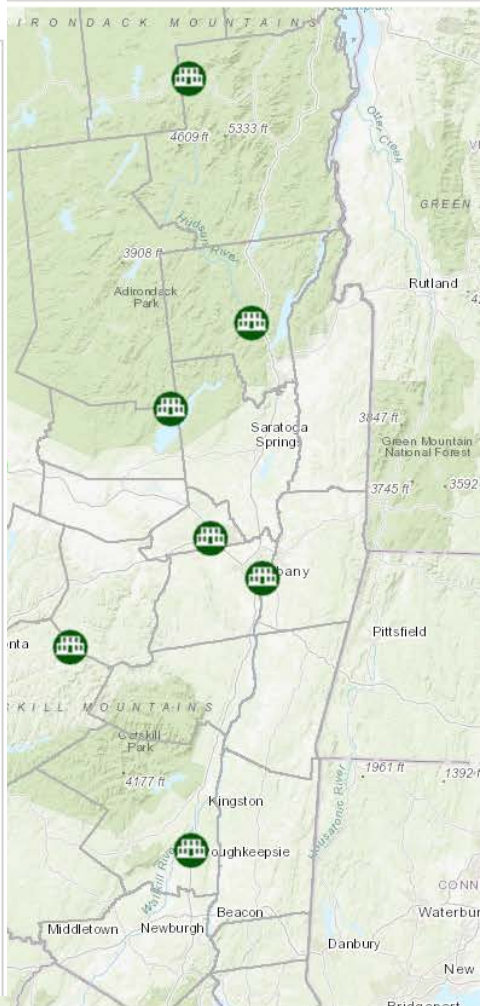 IRONDACK MOUNTAINS
Otter Creek
4609 ft
5333 ft
GREEN
Hudson River
3908 ft
Adirondack
Park
Rutland
3847 ft
Saratoga
Springs
Green Mountain
National Forest
3745 ft
3592
bany
nta
Pittsfield
SKILL MOUNTAINS
Catskill
Park
4177 ft
1961 ft
1392 ft
Housatonic River
Kingston
oughkeepsie
Wallkill River
CONN
Beacon
Waterbur
Middletown
Newburgh
Danbury
New